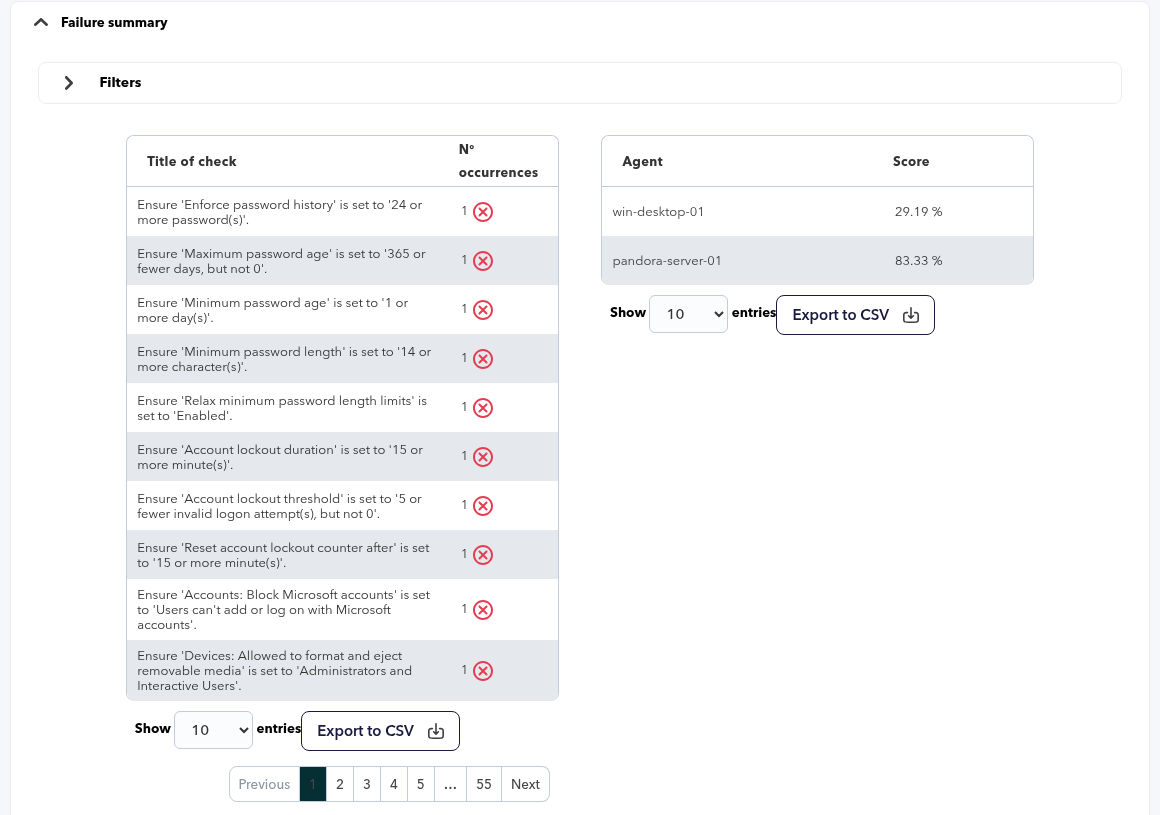 Failure summary
Filters
Title of check
N°
occurrences
Ensure 'Enforce password history' is set to '24 or
more password(s)'.
1
Ensure 'Maximum password age' is set to '365 or
fewer days, but not 0'.
1
Ensure 'Minimum password age' is set to '1 or
more day(s)'.
1
Ensure 'Minimum password length' is set to '14 or
more character(s)'.
1
Ensure 'Relax minimum password length limits' is
set to 'Enabled'.
1
Ensure 'Account lockout duration' is set to '15 or
more minute(s)'.
1
Ensure 'Account lockout threshold' is set to '5 or
fewer invalid logon attempt(s), but not 0'.
1
Ensure 'Reset account lockout counter after' is set
to '15 or more minute(s)'.
1
Ensure 'Accounts: Block Microsoft accounts' is set
to 'Users can't add or log on with Microsoft
accounts'.
1
Ensure 'Devices: Allowed to format and eject
removable media' is set to 'Administrators and
Interactive Users'.
1
Show 10 entries Export to CSV
Previous 1 2 3 4 5 ... 55 Next
Agent Score
win-desktop-01 29.19 %
pandora-server-01 83.33 %
Show 10 entries Export to CSV